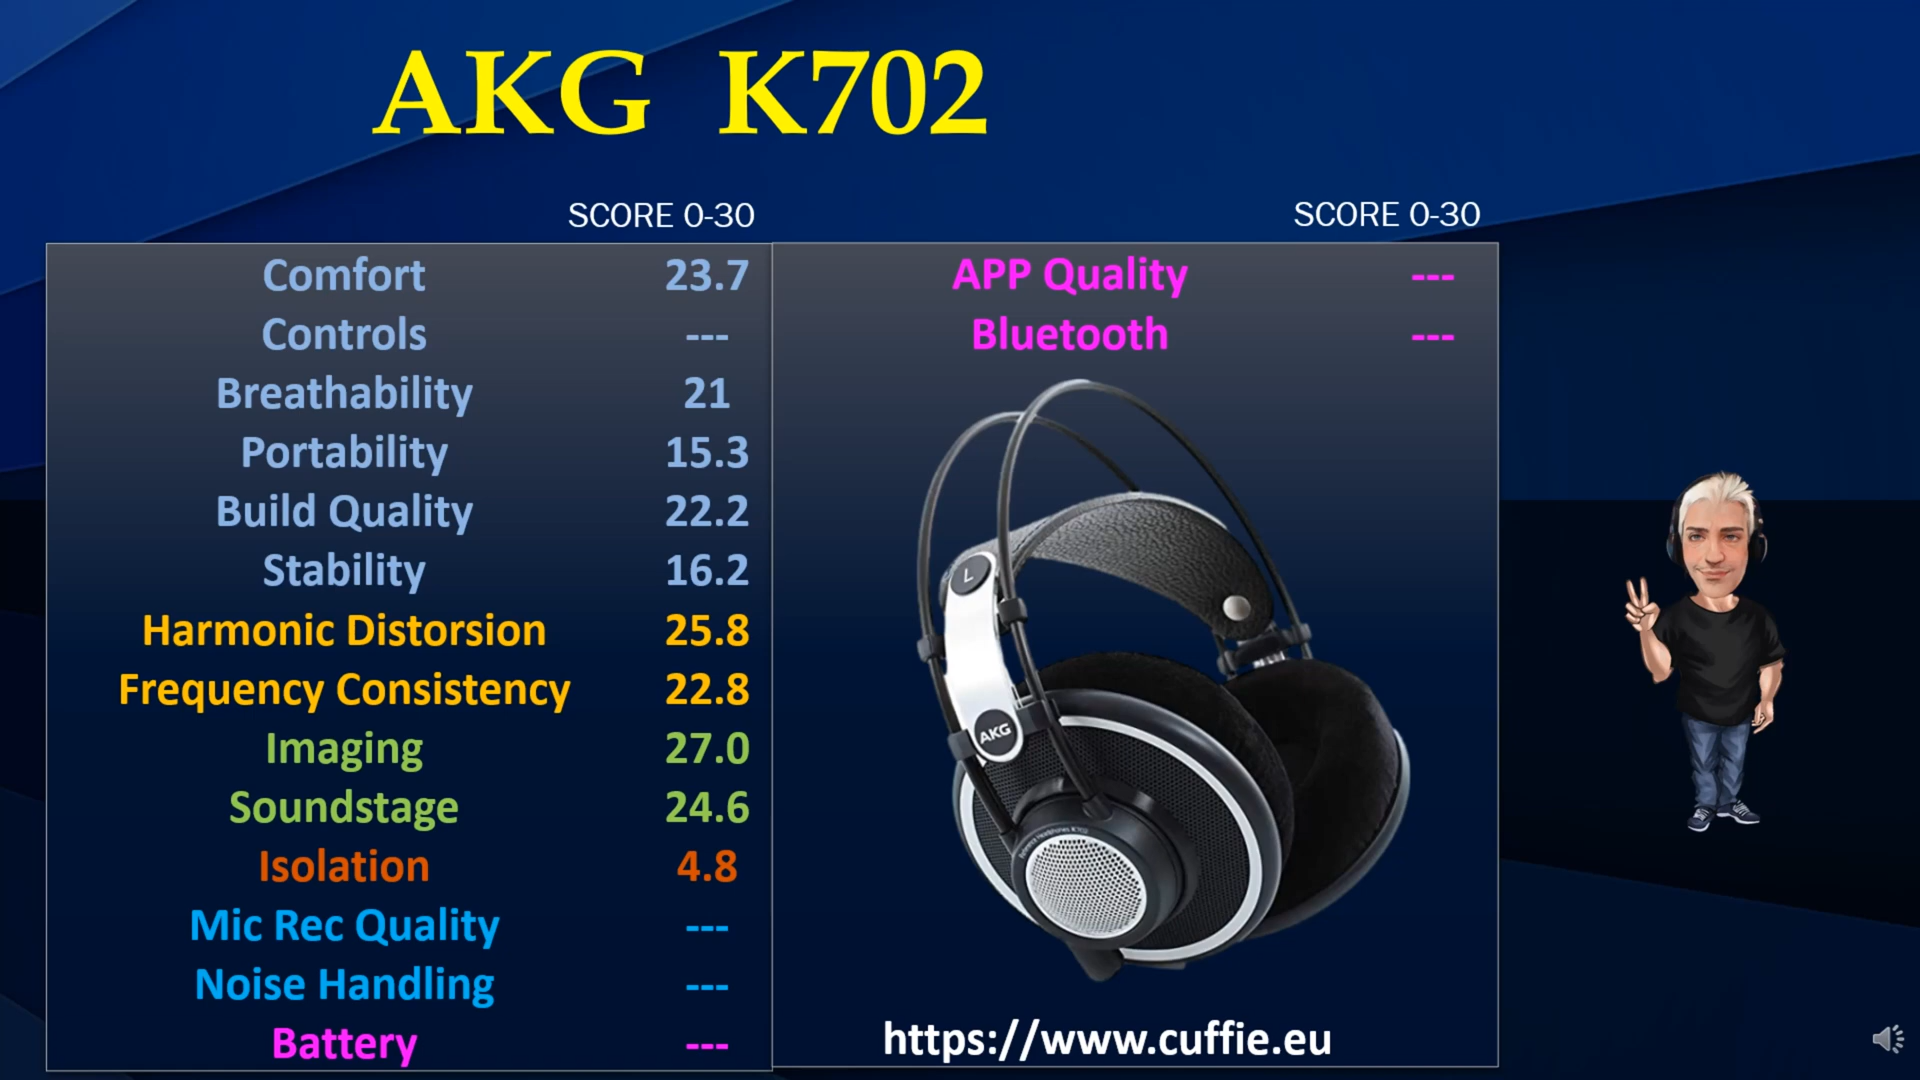 AKG K702
SCORE 0-30
SCORE 0-30
Comfort 23.7
Controls ---
Breathability 21
Portability 15.3
Build Quality 22.2
Stability 16.2
Harmonic Distorsion 25.8
Frequency Consistency 22.8
Imaging 27.0
Soundstage 24.6
Isolation 4.8
Mic Rec Quality ---
Noise Handling ---
Battery ---
APP Quality ---
Bluetooth ---
L
AKG
https://www.cuffie.eu